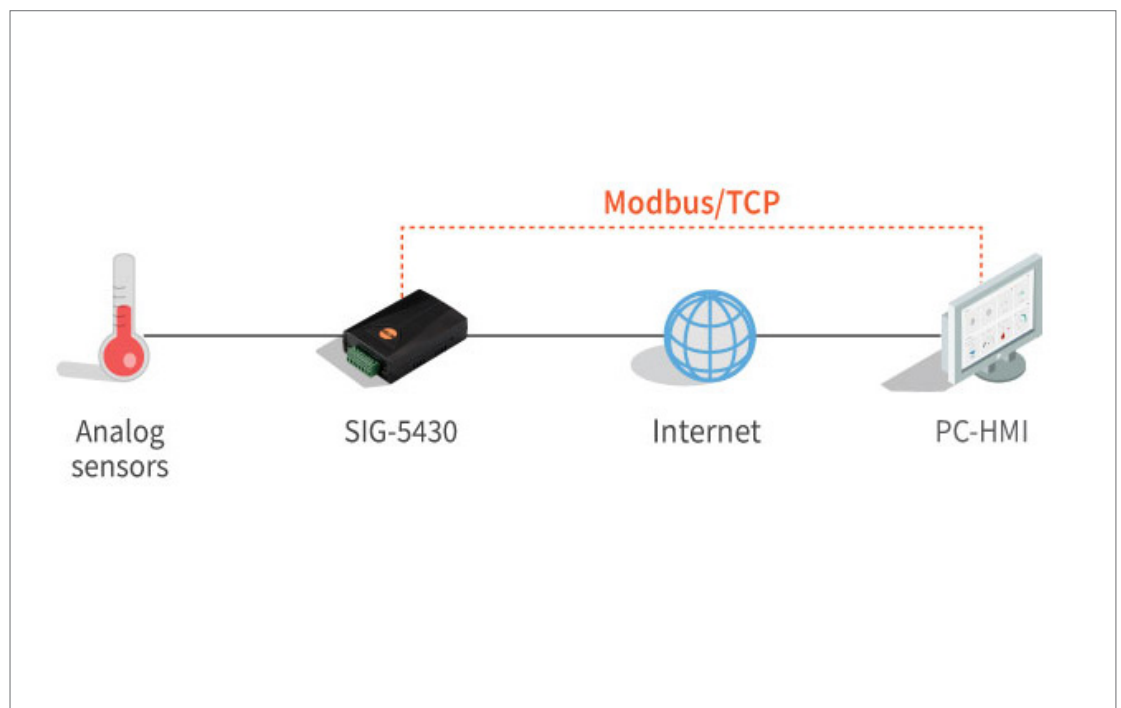 Modbus/TCP
Analog
sensors
SIG-5430
Internet
PC-HMI